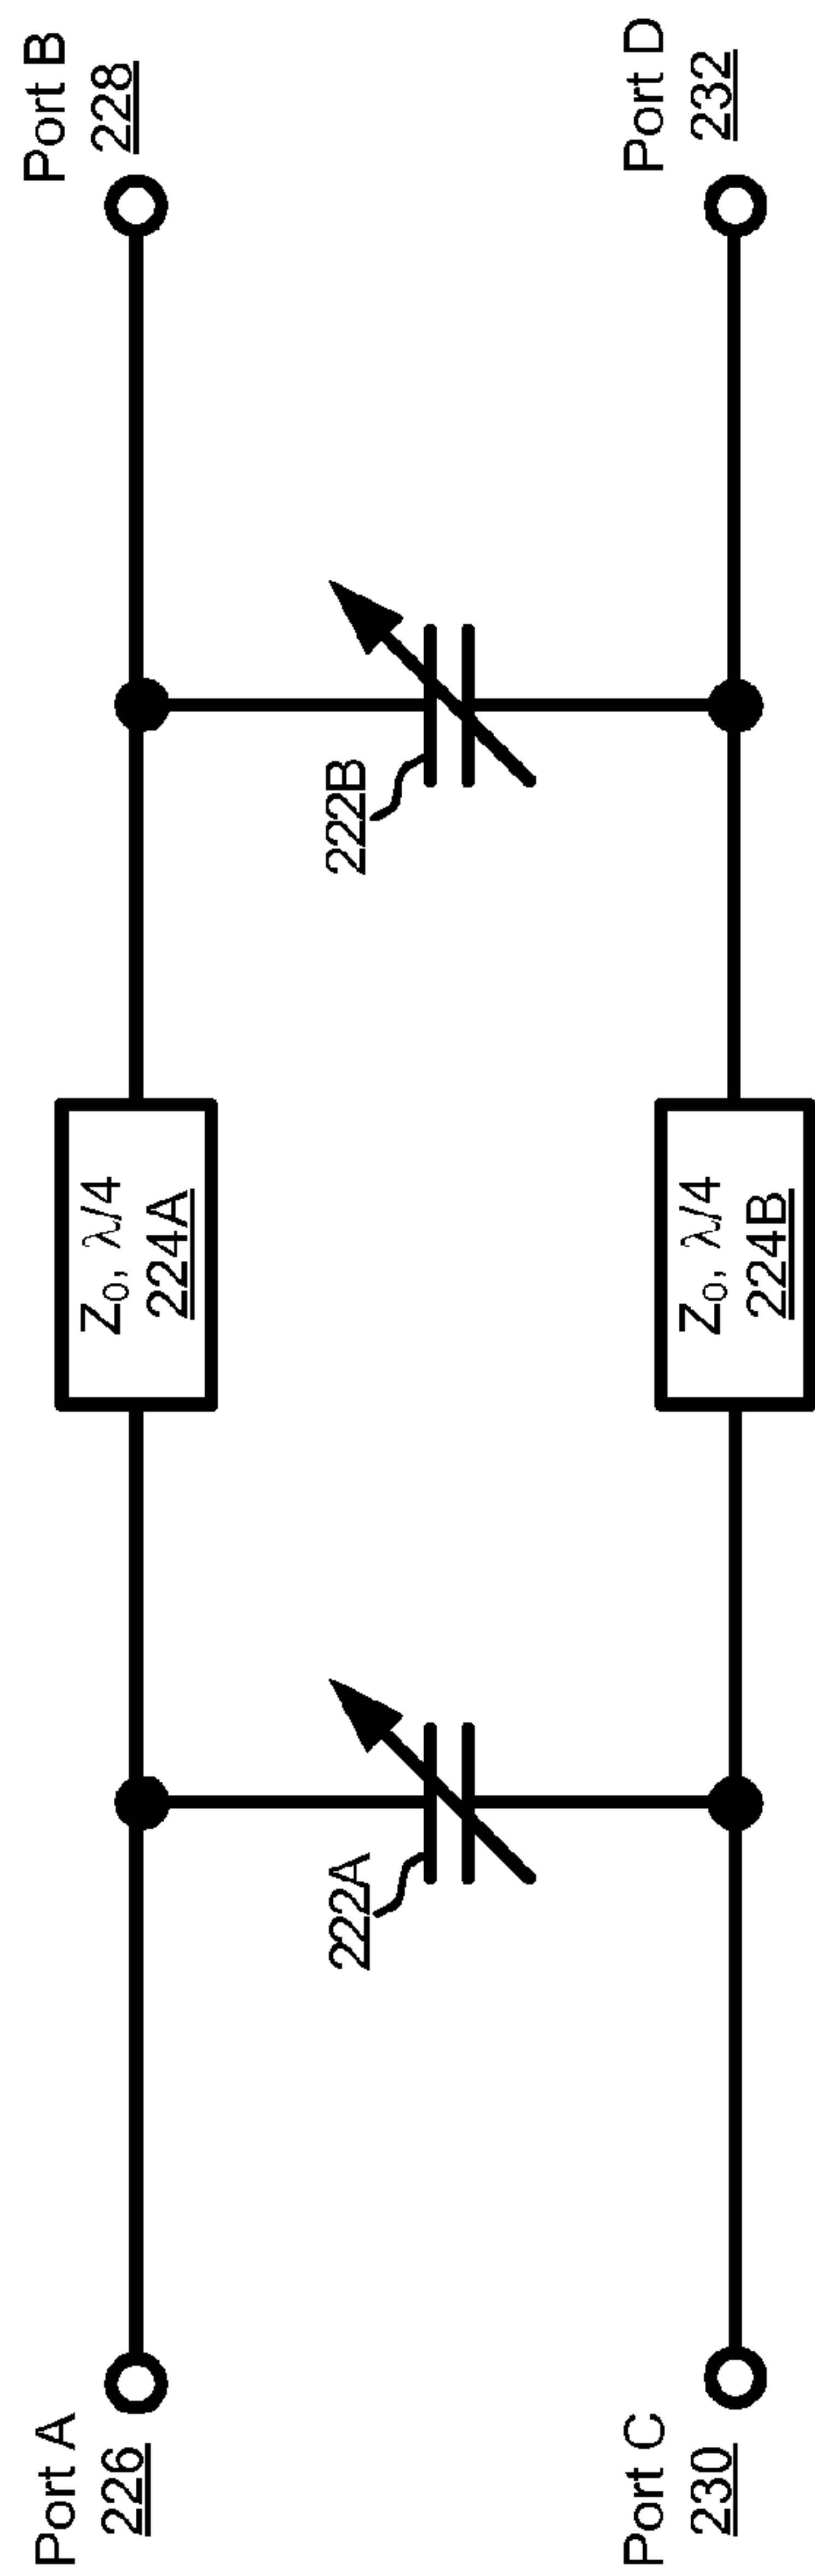 Port A
226
Port B
228
Z₀, λ/4
224A
222A
222B
Z₀, λ/4
224B
Port C
230
Port D
232